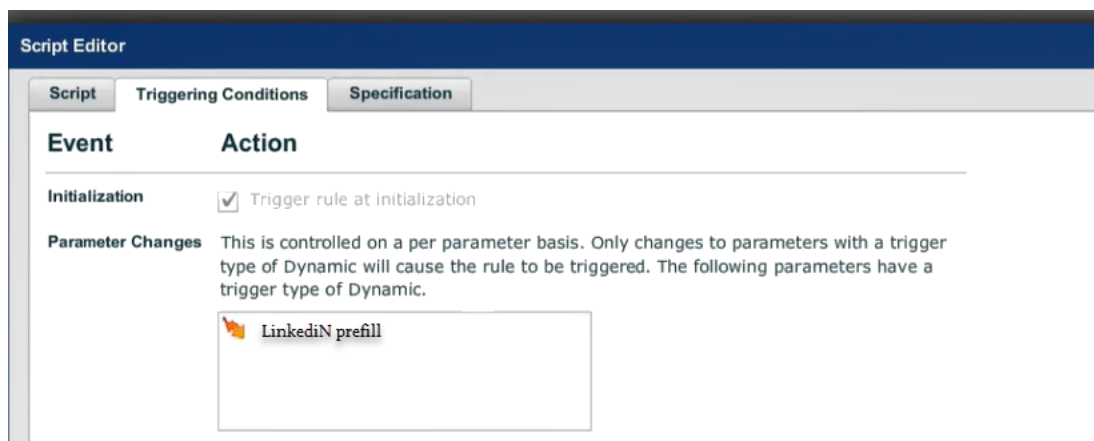 Script Editor
Script Triggering Conditions Specification
Event Action
Initialization Trigger rule at initialization
Parameter Changes This is controlled on a per parameter basis. Only changes to parameters with a trigger
type of Dynamic will cause the rule to be triggered. The following parameters have a
trigger type of Dynamic.
LinkediN prefill